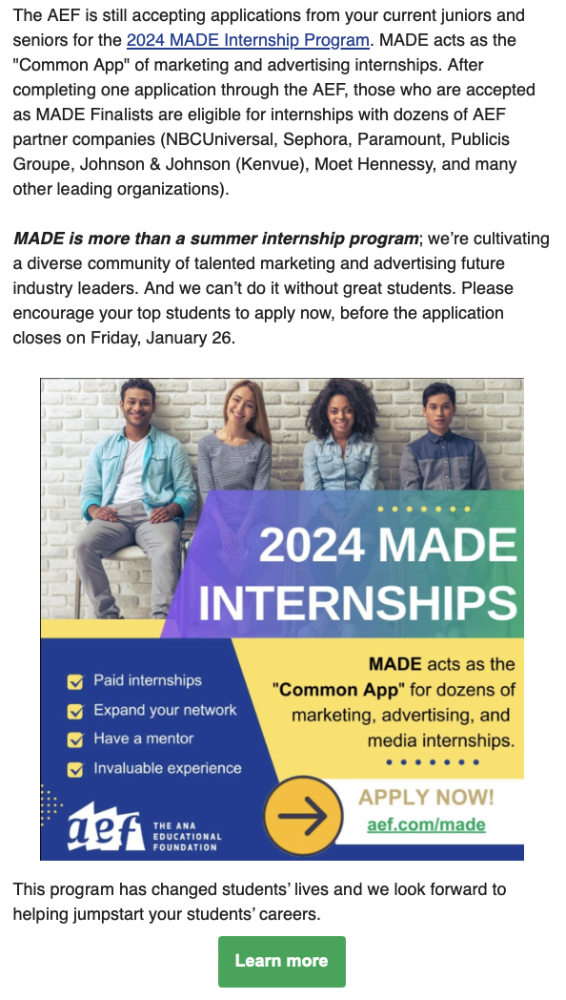 The AEF is still accepting applications from your current juniors and
seniors for the 2024 MADE Internship Program. MADE acts as the
"Common App" of marketing and advertising internships. After
completing one application through the AEF, those who are accepted
as MADE Finalists are eligible for internships with dozens of AEF
partner companies (NBCUniversal, Sephora, Paramount, Publicis
Groupe, Johnson & Johnson (Kenvue), Moet Hennessy, and many
other leading organizations).
MADE is more than a summer internship program; we’re cultivating
a diverse community of talented marketing and advertising future
industry leaders. And we can’t do it without great students. Please
encourage your top students to apply now, before the application
closes on Friday, January 26.
2024 MADE
INTERNSHIPS
Paid internships
Expand your network
Have a mentor
Invaluable experience
MADE acts as the
"Common App" for dozens of
marketing, advertising, and
media internships.
APPLY NOW!
aef.com/made
aef
THE ANA
EDUCATIONAL
FOUNDATION
This program has changed students’ lives and we look forward to
helping jumpstart your students’ careers.
Learn more